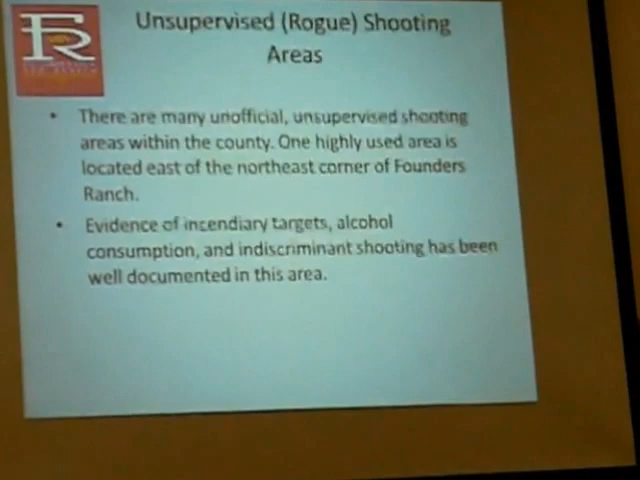 FR
Unsupervised (Rogue) Shooting
Areas
• There are many unofficial, unsupervised shooting
areas within the county. One highly used area is
located east of the northeast corner of Founders
Ranch.
• Evidence of incendiary targets, alcohol
consumption, and indiscriminant shooting has been
well documented in this area.